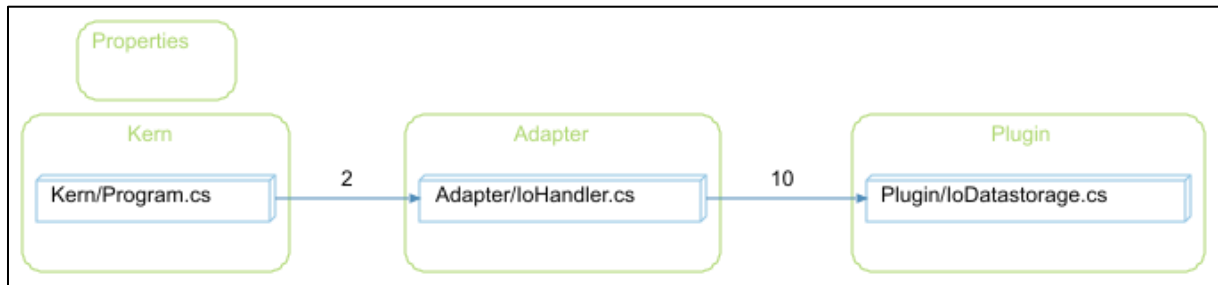 Properties
Kern
Adapter
Plugin
Kern/Program.cs
2
Adapter/IoHandler.cs
10
Plugin/IoDatastorage.cs